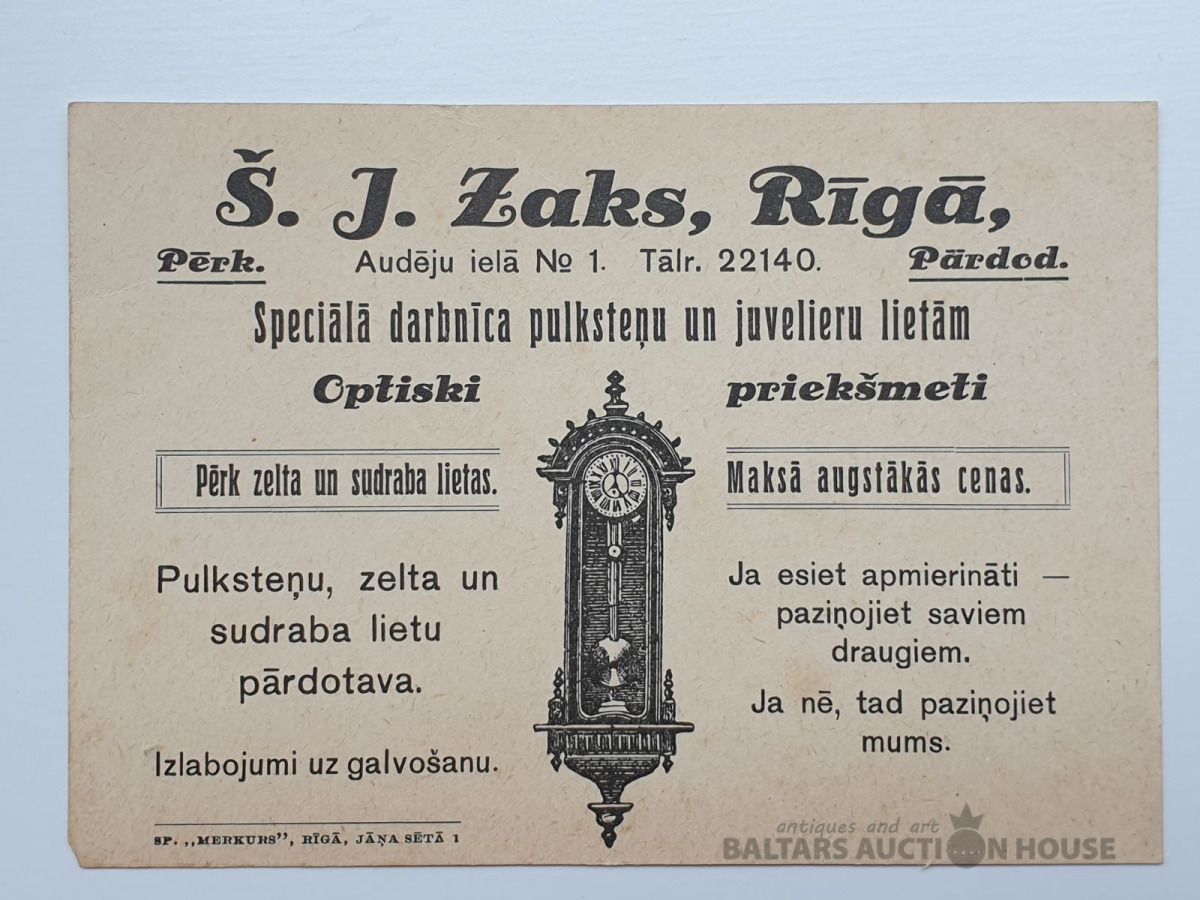 Š. J. Zaks, Rīgā,
Pērk. Audēju ielā № 1. Tālr. 22140. Pārdod.
Speciālā darbnīca pulksteņu un juvelieru lietām
Optiski priekšmeti
Pērk zelta un sudraba lietas.
Maksā augstākās cenas.
Pulksteņu, zelta un
sudraba lietu
pārdotava.
Izlabojumi uz galvošanu.
Ja esiet apmierināti —
paziņojiet saviem
draugiem.
Ja nē, tad paziņojiet
mums.
SP. „MERKURS”, RĪGĀ, JĀŅA SĒTĀ 1
antiques and art
BALTARS AUCTION HOUSE